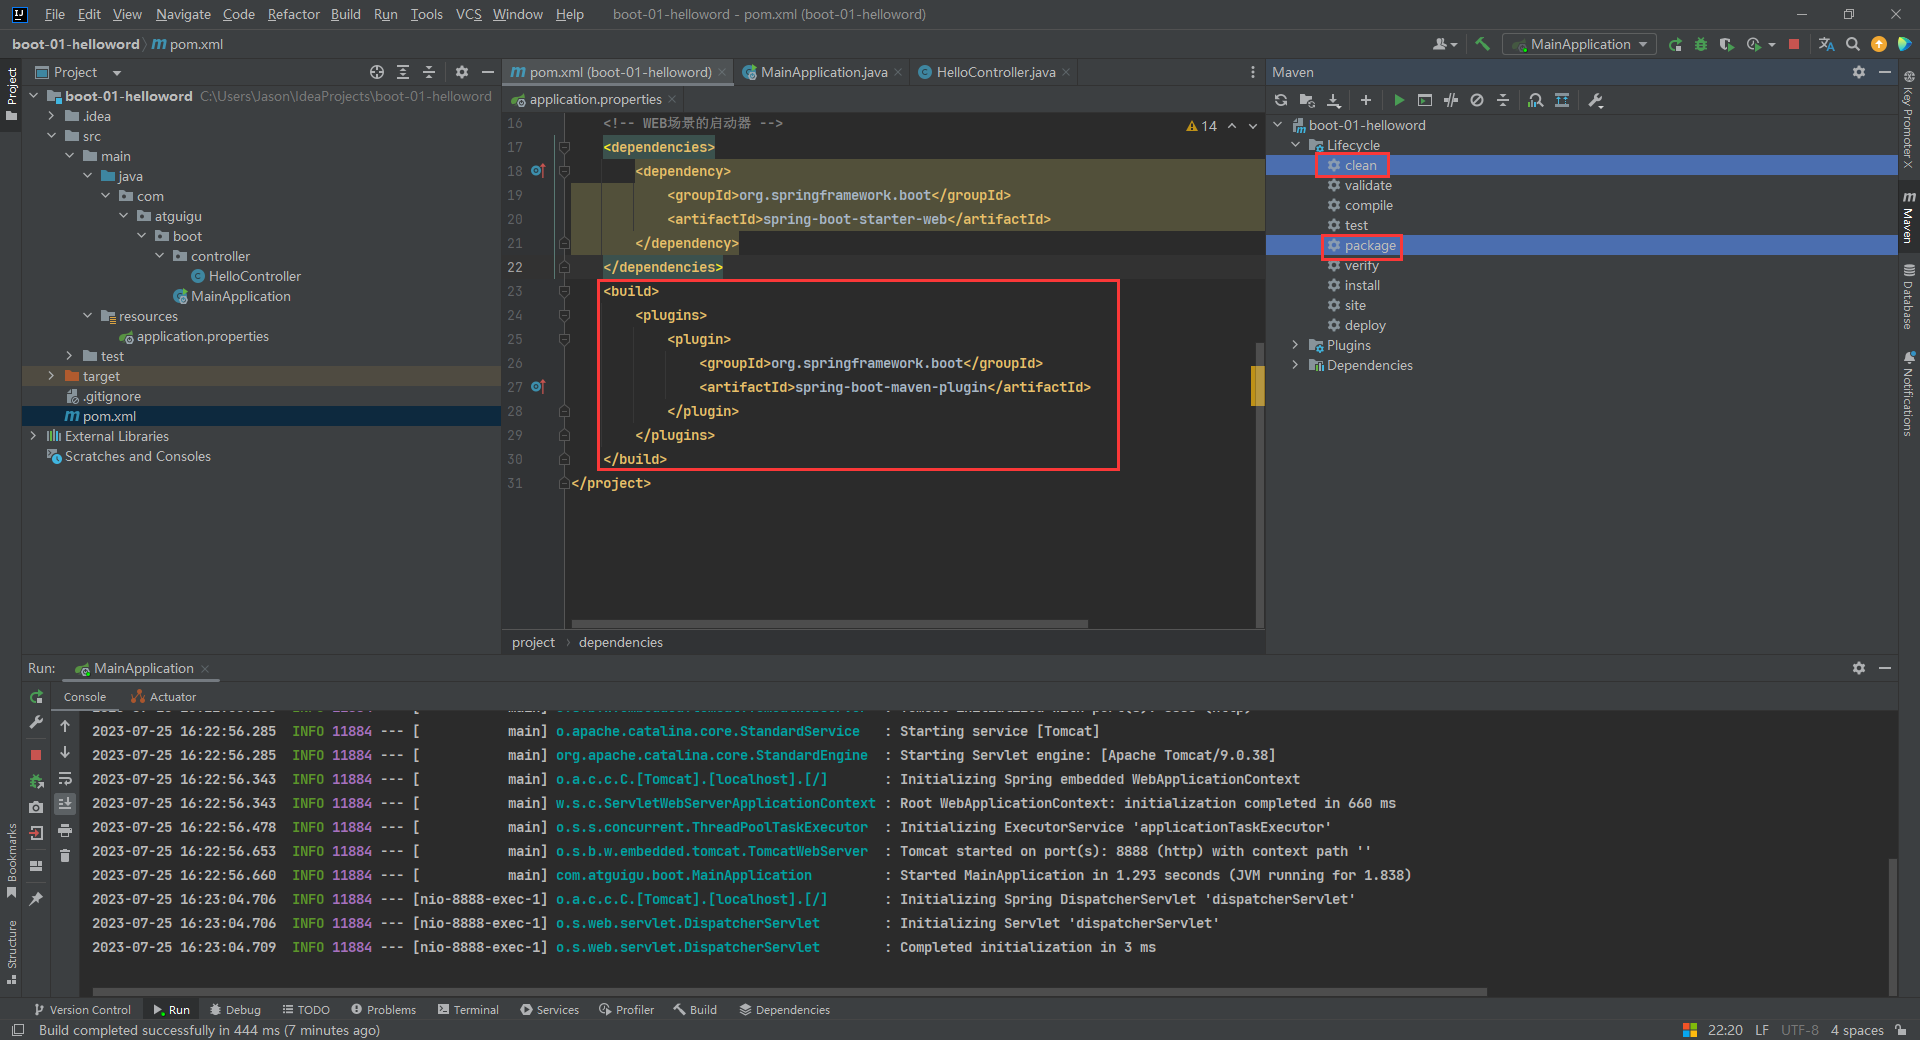 File Edit View Navigate Code Refactor Build Run Tools VCS Window Help boot-01-helloword - pom.xml (boot-01-helloword)
boot-01-helloword pom.xml
MainApplication
Project
Project
boot-01-helloword C:\Users\Jason\IdeaProjects\boot-01-helloword
.idea
src
main
java
com
atguigu
boot
controller
HelloController
MainApplication
resources
application.properties
test
target
.gitignore
pom.xml
External Libraries
Scratches and Consoles
pom.xml (boot-01-helloword) MainApplication.java HelloController.java
application.properties
14
16 <!-- WEB场景的启动器 -->
17 <dependencies>
18 <dependency>
19 <groupId>org.springframework.boot</groupId>
20 <artifactId>spring-boot-starter-web</artifactId>
21 </dependency>
22 </dependencies>
23 <build>
24 <plugins>
25 <plugin>
26 <groupId>org.springframework.boot</groupId>
27 <artifactId>spring-boot-maven-plugin</artifactId>
28 </plugin>
29 </plugins>
30 </build>
31 </project>
project dependencies
Maven
boot-01-helloword
Lifecycle
clean
validate
compile
test
package
verify
install
site
deploy
Plugins
Dependencies
Key Promoter X
Maven
Database
Notifications
Run: MainApplication
Console Actuator
2023-07-25 16:22:56.285 INFO 11884 --- [ main] o.apache.catalina.core.StandardService : Starting service [Tomcat]
2023-07-25 16:22:56.285 INFO 11884 --- [ main] org.apache.catalina.core.StandardEngine : Starting Servlet engine: [Apache Tomcat/9.0.38]
2023-07-25 16:22:56.343 INFO 11884 --- [ main] o.a.c.c.C.[Tomcat].[localhost].[/] : Initializing Spring embedded WebApplicationContext
2023-07-25 16:22:56.343 INFO 11884 --- [ main] w.s.c.ServletWebServerApplicationContext : Root WebApplicationContext: initialization completed in 660 ms
2023-07-25 16:22:56.478 INFO 11884 --- [ main] o.s.s.concurrent.ThreadPoolTaskExecutor : Initializing ExecutorService 'applicationTaskExecutor'
2023-07-25 16:22:56.653 INFO 11884 --- [ main] o.s.b.w.embedded.tomcat.TomcatWebServer : Tomcat started on port(s): 8888 (http) with context path ''
2023-07-25 16:22:56.660 INFO 11884 --- [ main] com.atguigu.boot.MainApplication : Started MainApplication in 1.293 seconds (JVM running for 1.838)
2023-07-25 16:23:04.706 INFO 11884 --- [nio-8888-exec-1] o.a.c.c.C.[Tomcat].[localhost].[/] : Initializing Spring DispatcherServlet 'dispatcherServlet'
2023-07-25 16:23:04.706 INFO 11884 --- [nio-8888-exec-1] o.s.web.servlet.DispatcherServlet : Initializing Servlet 'dispatcherServlet'
2023-07-25 16:23:04.709 INFO 11884 --- [nio-8888-exec-1] o.s.web.servlet.DispatcherServlet : Completed initialization in 3 ms
Bookmarks
Structure
Version Control Run Debug TODO Problems Terminal Services Profiler Build Dependencies
Build completed successfully in 444 ms (7 minutes ago) 22:20 LF UTF-8 4 spaces